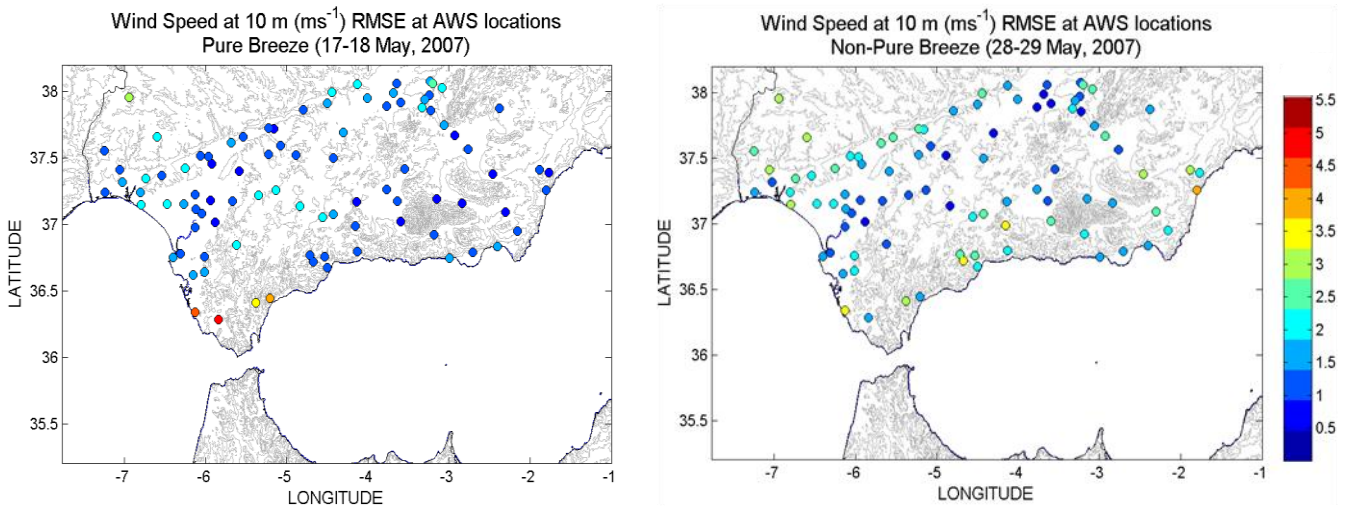 Wind Speed at 10 m (ms-1) RMSE at AWS locations
Pure Breeze (17-18 May, 2007)
38
37.5
37
36.5
36
35.5
LATITUDE
-7 -6 -5 -4 -3 -2 -1
LONGITUDE
Wind Speed at 10 m (ms-1) RMSE at AWS locations
Non-Pure Breeze (28-29 May, 2007)
38
37.5
37
36.5
36
35.5
LATITUDE
-7 -6 -5 -4 -3 -2 -1
LONGITUDE
5.5
5
4.5
4
3.5
3
2.5
2
1.5
1
0.5